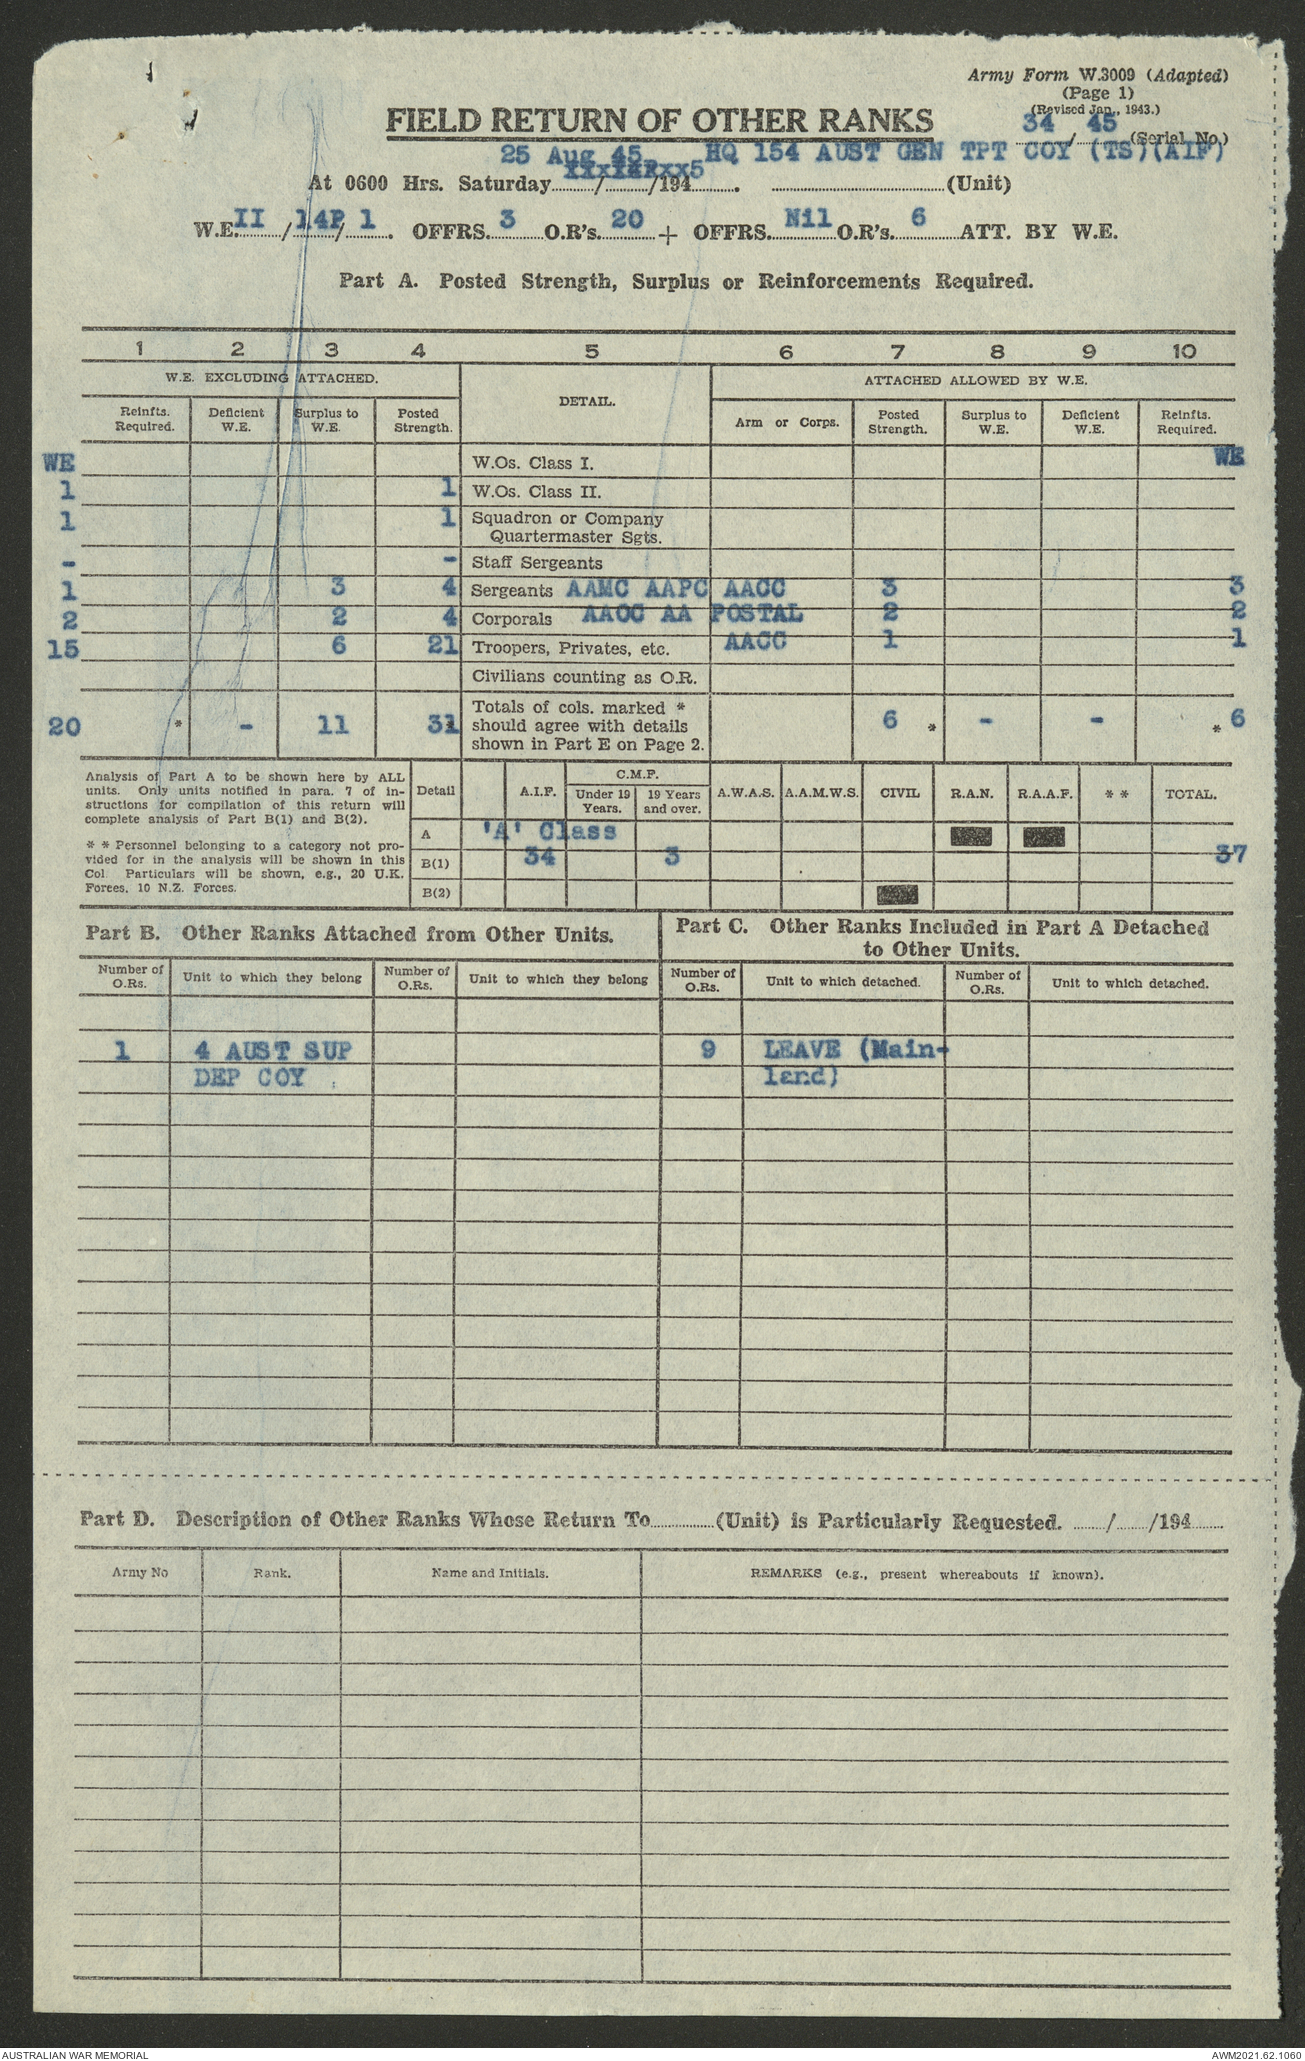 Army Form W.3009 (Adapted)
(Page 1)
(Revised Jan., 1943.)
FIELD RETURN OF OTHER RANKS
34 / 45 (Serial No.)
25 Aug 45. HQ 154 AUST GEN TPT COY (TS)(AIF)
At 0600 Hrs. Saturday......../......../194........ . ........................(Unit)
W.E. II / 14P / 1 . OFFRS. 3 O.R's. 20 + OFFRS. Nil O.R's. 6 ATT. BY W.E.
Part A. Posted Strength, Surplus or Reinforcements Required.
1 2 3 4 5 6 7 8 9 10
W.E. EXCLUDING ATTACHED. DETAIL. ATTACHED ALLOWED BY W.E.
Reinfts. Required. Deficient W.E. Surplus to W.E. Posted Strength. Arm or Corps. Posted Strength. Surplus to W.E. Deficient W.E. Reinfts. Required.
WE W.Os. Class I. WE
1 1 W.Os. Class II.
1 1 Squadron or Company
Quartermaster Sgts.
- - Staff Sergeants
1 3 4 Sergeants AAMC AAPC AACC 3 3
2 2 4 Corporals AAOC AA POSTAL 2 2
15 6 21 Troopers, Privates, etc. AACC 1 1
Civilians counting as O.R.
Totals of cols. marked *
20 * - 11 31* should agree with details 6 * - - * 6
shown in Part E on Page 2.
Analysis of Part A to be shown here by ALL
units. Only units notified in para. 7 of in-
structions for compilation of this return will
complete analysis of Part B(1) and B(2).
* * Personnel belonging to a category not pro-
vided for in the analysis will be shown in this
Col. Particulars will be shown, e.g., 20 U.K.
Forces, 10 N.Z. Forces.
C.M.F.
Detail A.I.F. Under 19 Years. 19 Years and over. A.W.A.S. A.A.M.W.S. CIVIL R.A.N. R.A.A.F. * * TOTAL.
A 'A' Class
B(1) 34 3 37
B(2)
Part B. Other Ranks Attached from Other Units.
Part C. Other Ranks Included in Part A Detached
to Other Units.
Number of O.Rs. Unit to which they belong Number of O.Rs. Unit to which they belong Number of O.Rs. Unit to which detached. Number of O.Rs. Unit to which detached.
1 4 AUST SUP 9 LEAVE (Main-
DEP COY land)
Part D. Description of Other Ranks Whose Return To..............(Unit) is Particularly Requested. ....../....../194......
Army No Rank. Name and Initials. REMARKS (e.g., present whereabouts if known).
AUSTRALIAN WAR MEMORIAL AWM2021.62.1060